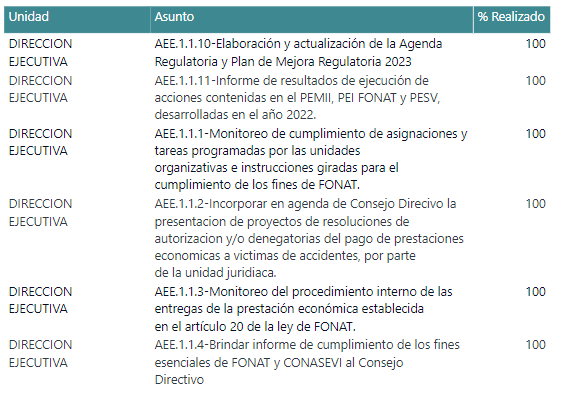 Unidad Asunto % Realizado
DIRECCION AEE.1.1.10-Elaboración y actualización de la Agenda 100
EJECUTIVA Regulatoria y Plan de Mejora Regulatoria 2023
DIRECCION AEE.1.1.11-Informe de resultados de ejecución de 100
EJECUTIVA acciones contenidas en el PEMII, PEI FONAT y PESV,
desarrolladas en el año 2022.
DIRECCION AEE.1.1.1-Monitoreo de cumplimiento de asignaciones y 100
EJECUTIVA tareas programadas por las unidades
organizativas e instrucciones giradas para el
cumplimiento de los fines de FONAT.
DIRECCION AEE.1.1.2-Incorporar en agenda de Consejo Direcivo la 100
EJECUTIVA presentacion de proyectos de resoluciones de
autorizacion y/o denegatorias del pago de prestaciones
economicas a victimas de accidentes, por parte
de la unidad juridiaca.
DIRECCION AEE.1.1.3-Monitoreo del procedimiento interno de las 100
EJECUTIVA entregas de la prestación económica establecida
en el artículo 20 de la ley de FONAT.
DIRECCION AEE.1.1.4-Brindar informe de cumplimiento de los fines 100
EJECUTIVA esenciales de FONAT y CONASEVI al Consejo
Directivo